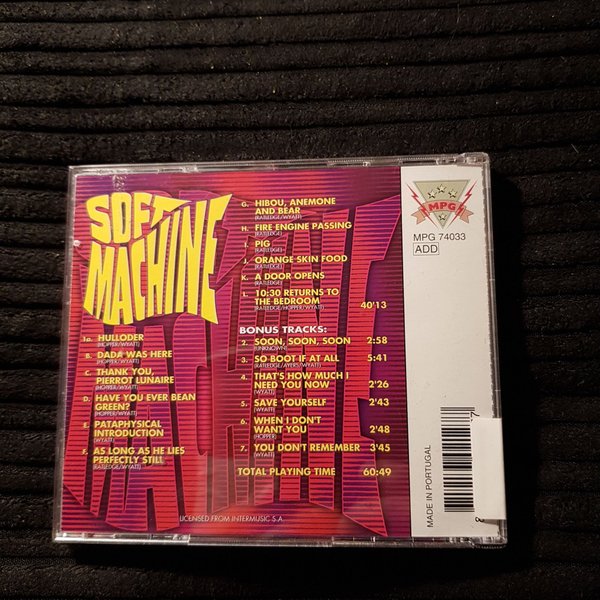 SOFT
MACHINE
1a. HULLODER
(HOPPER/WYATT)
B. DADA WAS HERE
(HOPPER/WYATT)
C. THANK YOU,
PIERROT LUNAIRE
(HOPPER/WYATT)
D. HAVE YOU EVER BEAN
GREEN?
(HOPPER/WYATT)
E. PATAPHYSICAL
INTRODUCTION
(WYATT)
F. AS LONG AS HE LIES
PERFECTLY STILL
(RATLEDGE/WYATT)
G. HIBOU, ANEMONE
AND BEAR
(RATLEDGE/WYATT)
H. FIRE ENGINE PASSING
(RATLEDGE)
I. PIG
(RATLEDGE)
J. ORANGE SKIN FOOD
(RATLEDGE)
K. A DOOR OPENS
(RATLEDGE)
L. 10:30 RETURNS TO
THE BEDROOM 40'13
(RATLEDGE/HOPPER/WYATT)
BONUS TRACKS:
2. SOON, SOON, SOON 2:58
(UNKNOWN)
3. SO BOOT IF AT ALL 5:41
(RATLEDGE/AYERS/WYATT)
4. THAT'S HOW MUCH I
NEED YOU NOW 2'26
(WYATT)
5. SAVE YOURSELF 2'43
(WYATT)
6. WHEN I DON'T
WANT YOU 2'48
(HOPPER)
7. YOU DON'T REMEMBER 3'45
(WYATT)
TOTAL PLAYING TIME 60:49
LICENSED FROM INTERMUSIC S.A
MPG
MPG 74033
ADD
MADE IN PORTUGAL